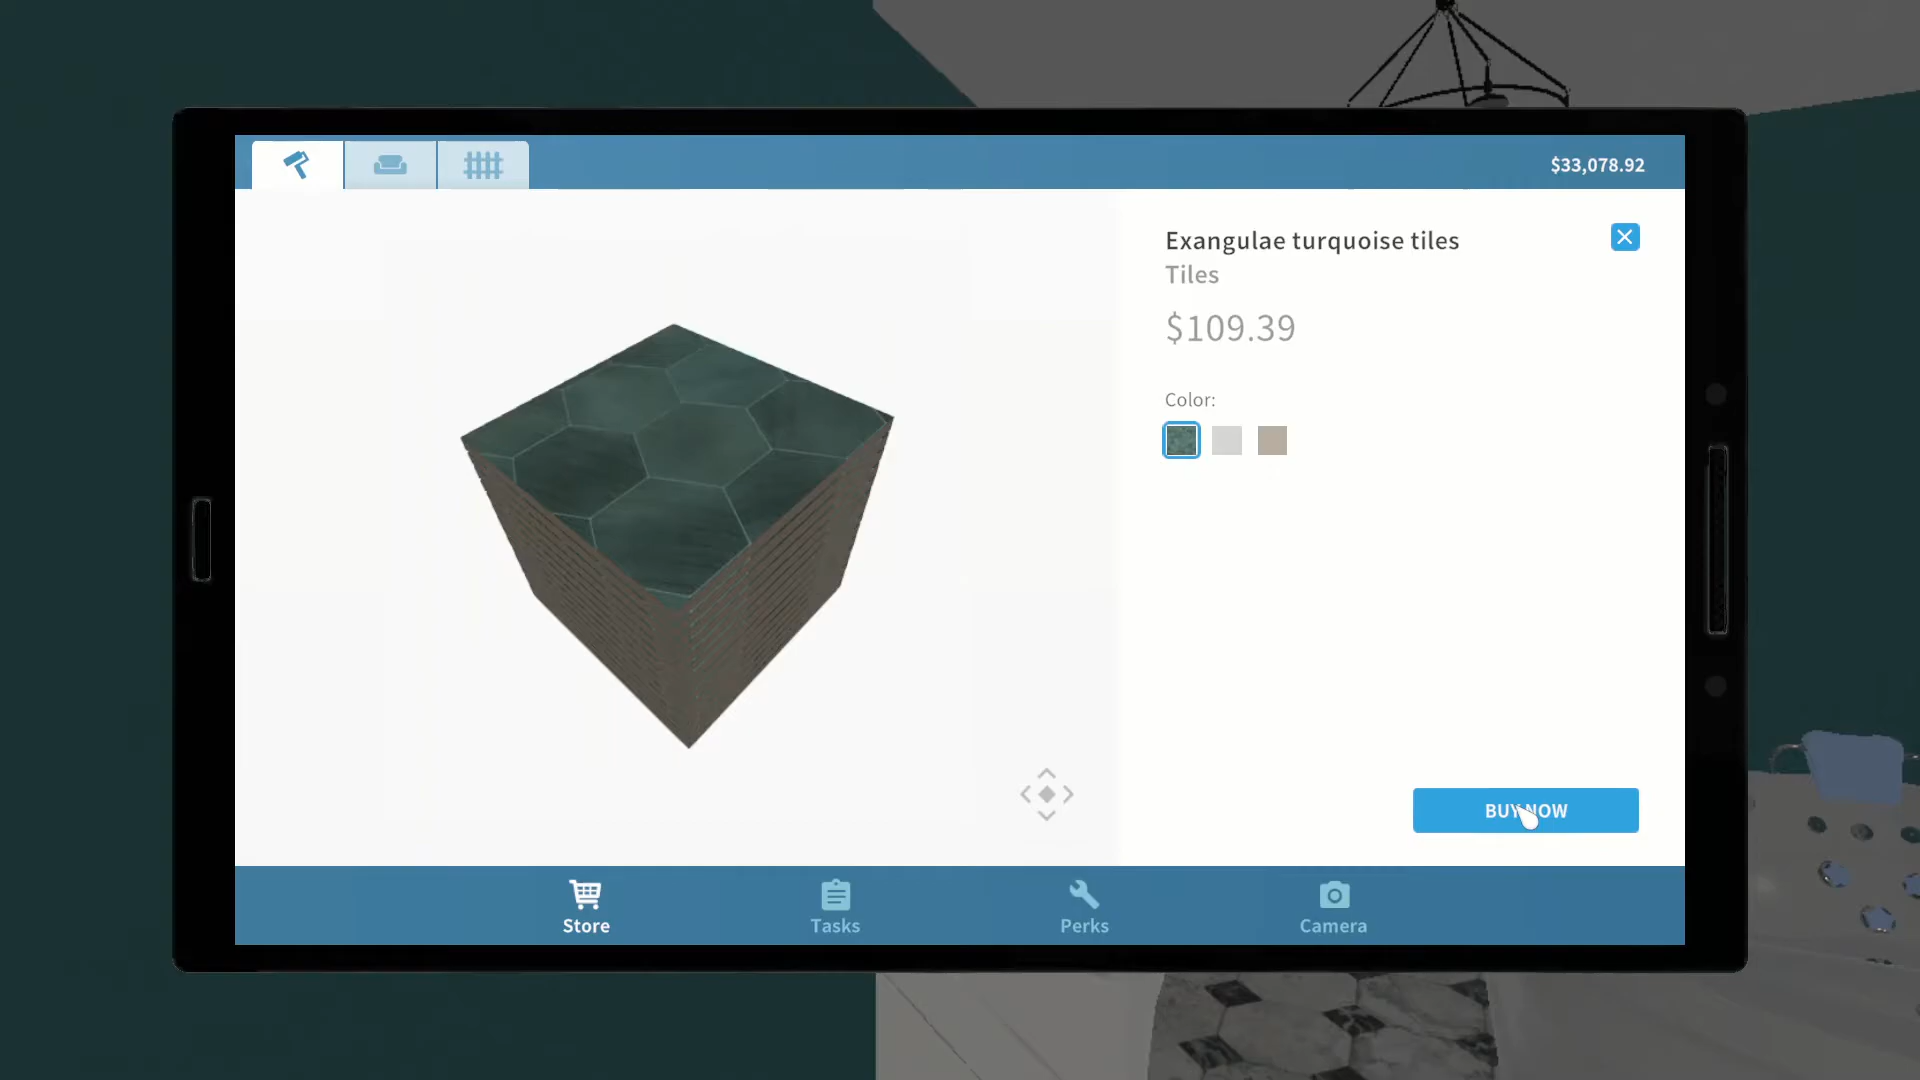 $33,078.92
Exangulae turquoise tiles
Tiles
$109.39
Color:
BUY NOW
Store
Tasks
Perks
Camera